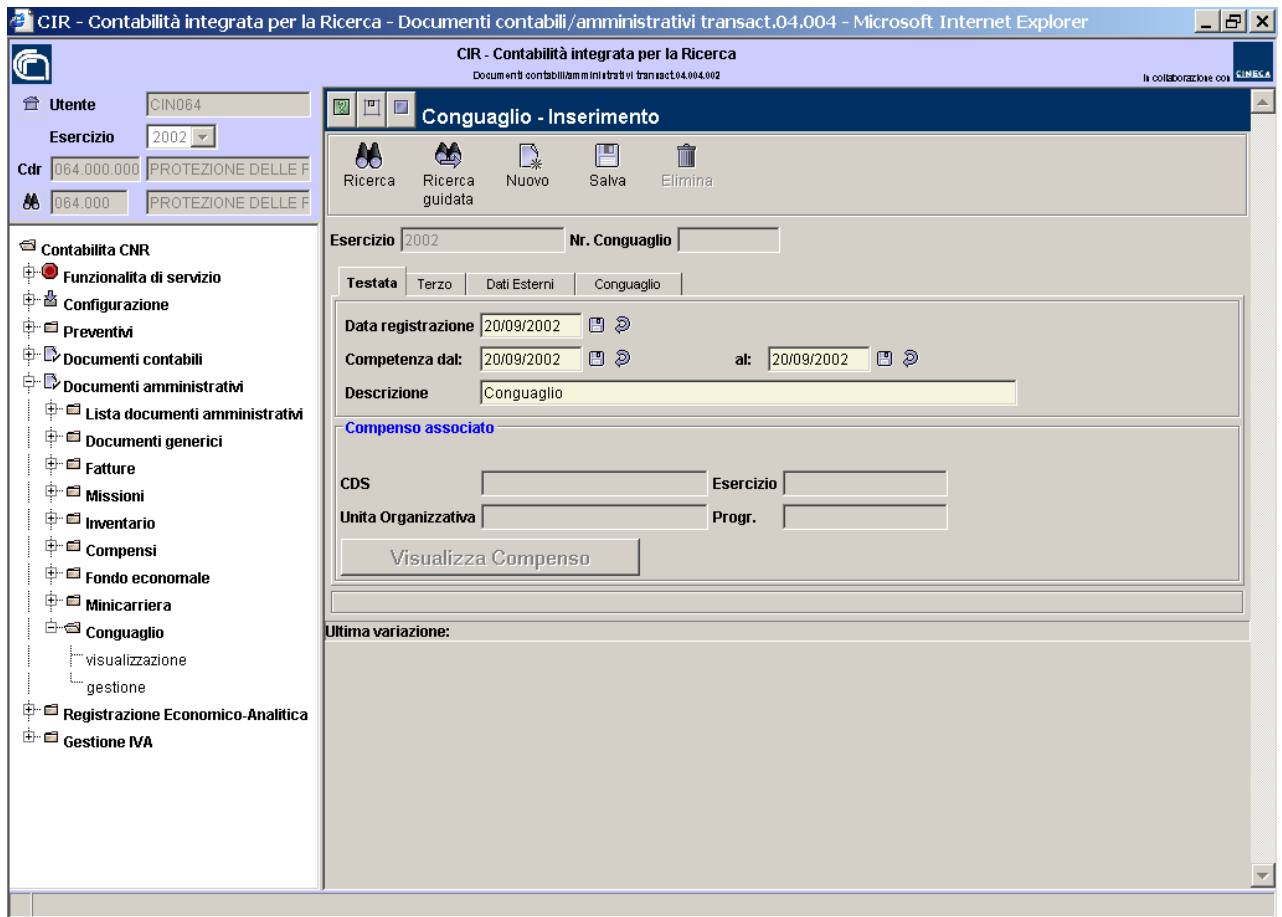 CIR - Contabilità integrata per la Ricerca - Documenti contabili/amministrativi transact.04.004 - Microsoft Internet Explorer
CIR - Contabilità integrata per la Ricerca
Documenti contabili/amministrativi transact.04.004.002
In collaborazione con CINECA
Utente CIN064
Esercizio 2002
Cdr 064.000.000 PROTEZIONE DELLE F
064.000 PROTEZIONE DELLE F
Contabilita CNR
Funzionalita di servizio
Configurazione
Preventivi
Documenti contabili
Documenti amministrativi
Lista documenti amministrativi
Documenti generici
Fatture
Missioni
Inventario
Compensi
Fondo economale
Minicarriera
Conguaglio
visualizzazione
gestione
Registrazione Economico-Analitica
Gestione IVA
Conguaglio - Inserimento
Ricerca Ricerca guidata Nuovo Salva Elimina
Esercizio 2002 Nr. Conguaglio
Testata Terzo Dati Esterni Conguaglio
Data registrazione 20/09/2002
Competenza dal: 20/09/2002 al: 20/09/2002
Descrizione Conguaglio
Compenso associato
CDS Esercizio
Unita Organizzativa Progr.
Visualizza Compenso
Ultima variazione: